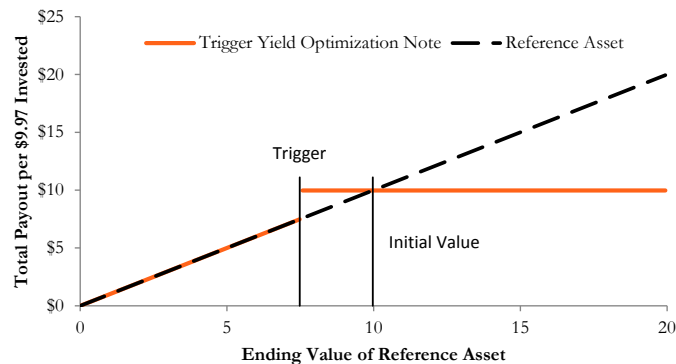 $25
Trigger Yield Optimization Note Reference Asset
$20
$15
Trigger
$10
Initial Value
$5
$0
0 5 10 15 20
Total Payout per $9.97 Invested
Ending Value of Reference Asset